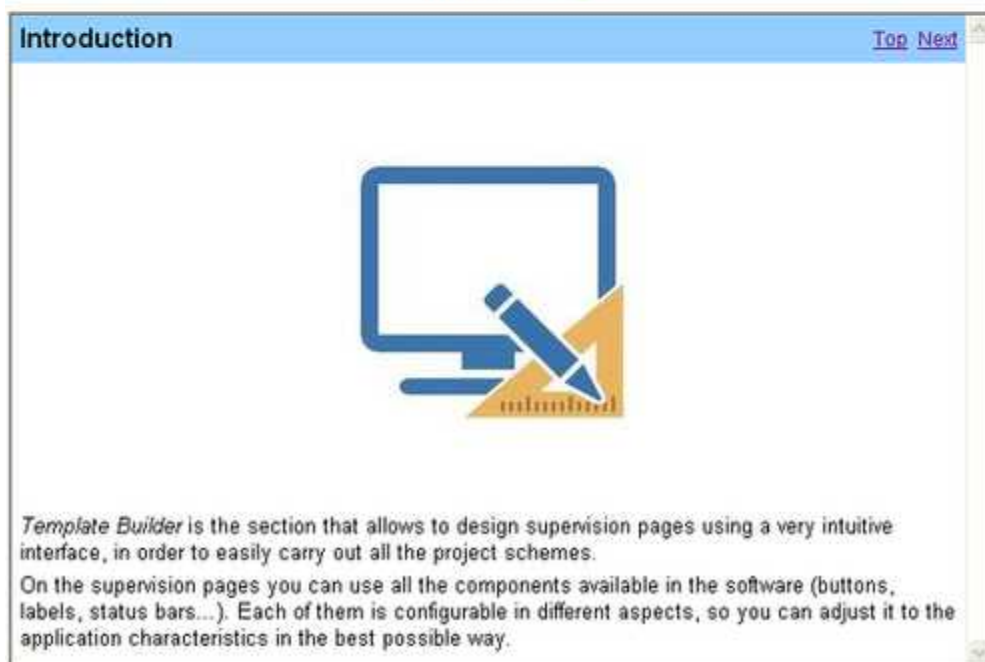 Introduction
Top Next
Template Builder is the section that allows to design supervision pages using a very intuitive
interface, in order to easily carry out all the project schemes.
On the supervision pages you can use all the components available in the software (buttons,
labels, status bars...). Each of them is configurable in different aspects, so you can adjust it to the
application characteristics in the best possible way.